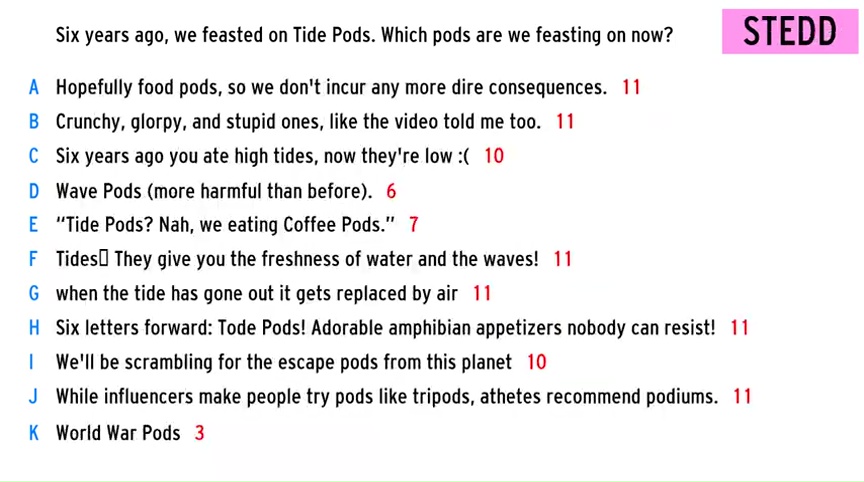 Six years ago, we feasted on Tide Pods. Which pods are we feasting on now?
STEDD
A Hopefully food pods, so we don't incur any more dire consequences. 11
B Crunchy, glorpy, and stupid ones, like the video told me too. 11
C Six years ago you ate high tides, now they're low :( 10
D Wave Pods (more harmful than before). 6
E “Tide Pods? Nah, we eating Coffee Pods.” 7
F Tides▯ They give you the freshness of water and the waves! 11
G when the tide has gone out it gets replaced by air 11
H Six letters forward: Tode Pods! Adorable amphibian appetizers nobody can resist! 11
I We'll be scrambling for the escape pods from this planet 10
J While influencers make people try pods like tripods, athetes recommend podiums. 11
K World War Pods 3